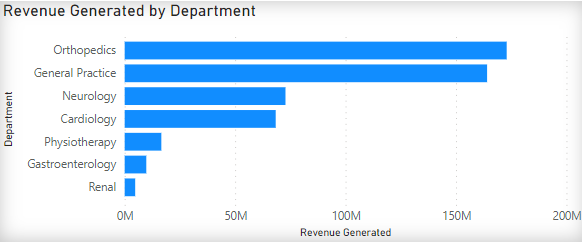 Revenue Generated by Department
Department
Orthopedics
General Practice
Neurology
Cardiology
Physiotherapy
Gastroenterology
Renal
0M 50M 100M 150M 200M
Revenue Generated